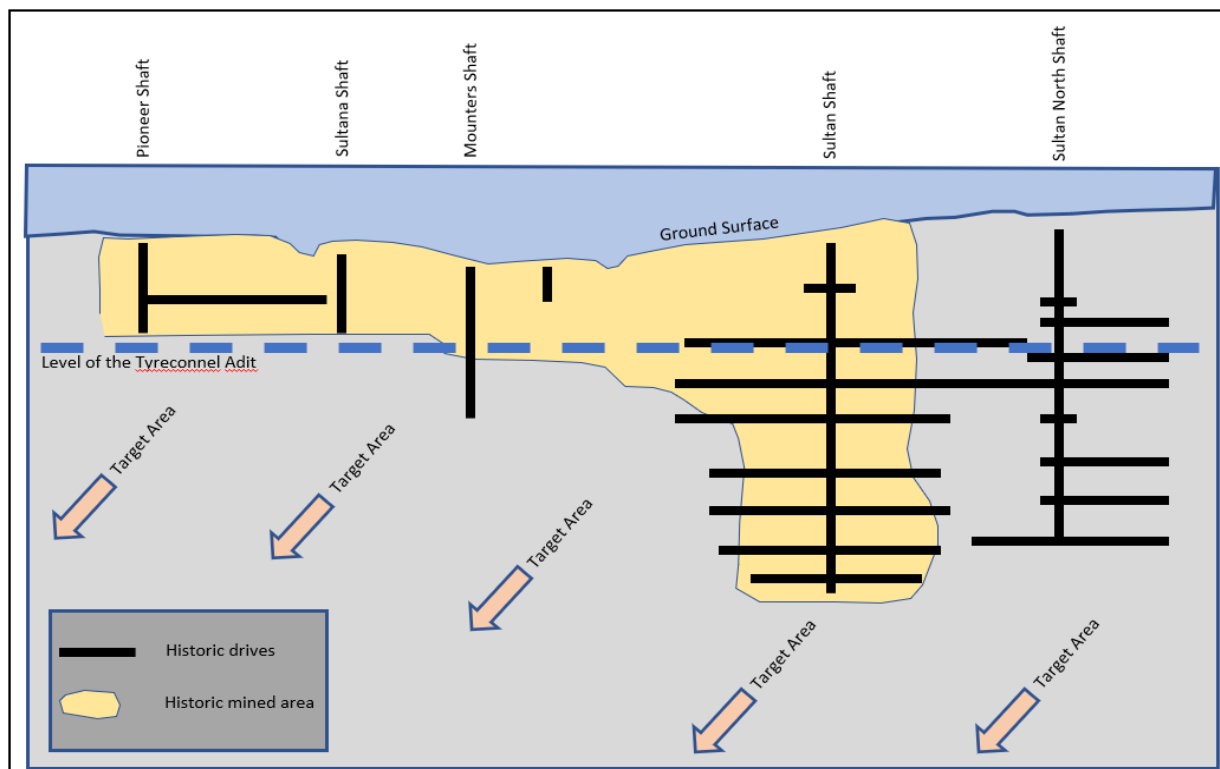 Pioneer Shaft
Sultana Shaft
Mounters Shaft
Sultan Shaft
Sultan North Shaft
Ground Surface
Level of the Tyreconnel Adit
Target Area
Target Area
Target Area
Target Area
Target Area
Historic drives
Historic mined area